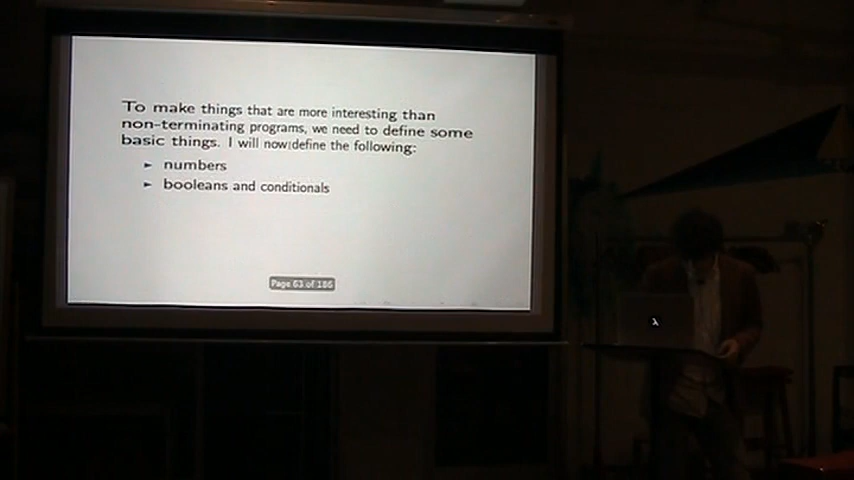 To make things that are more interesting than
non-terminating programs, we need to define some
basic things. I will now define the following:
► numbers
► booleans and conditionals
Page 63 of 186
λ